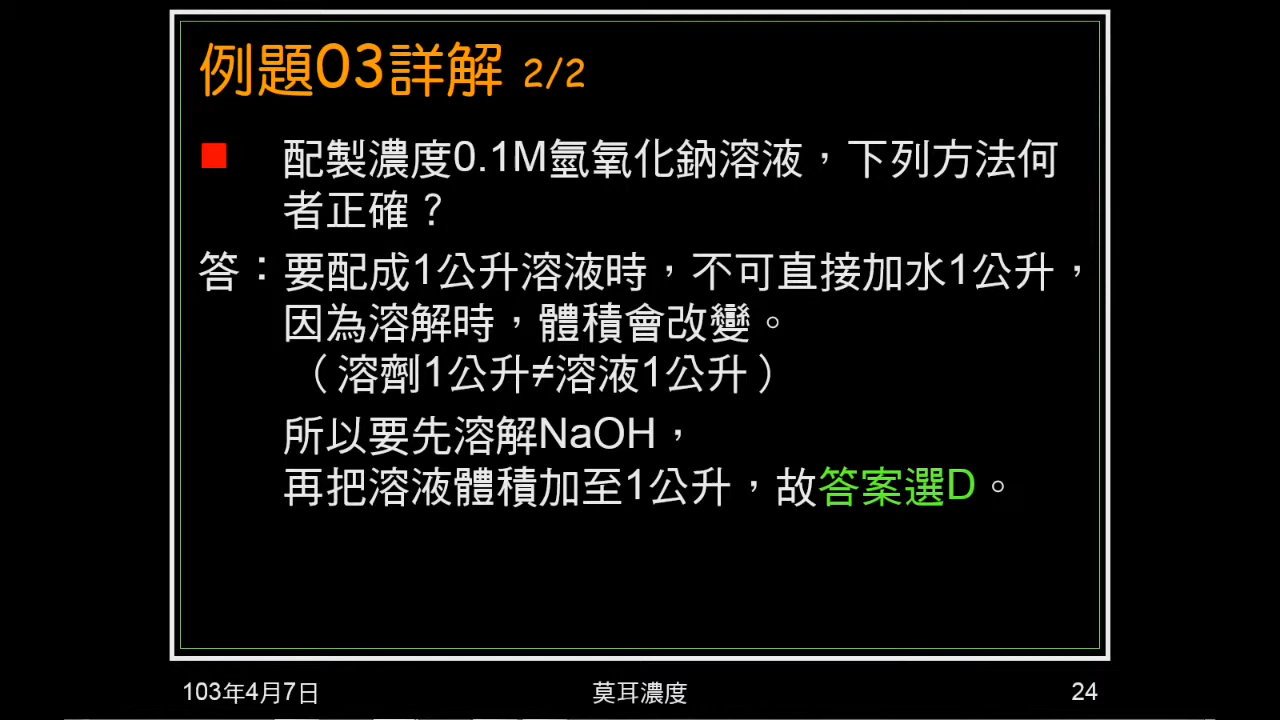 例題03詳解 2/2
配製濃度0.1M氫氧化鈉溶液，下列方法何
者正確？
答：要配成1公升溶液時，不可直接加水1公升，
因為溶解時，體積會改變。
（溶劑1公升≠溶液1公升）
所以要先溶解NaOH，
再把溶液體積加至1公升，故答案選D。
103年4月7日
莫耳濃度
24